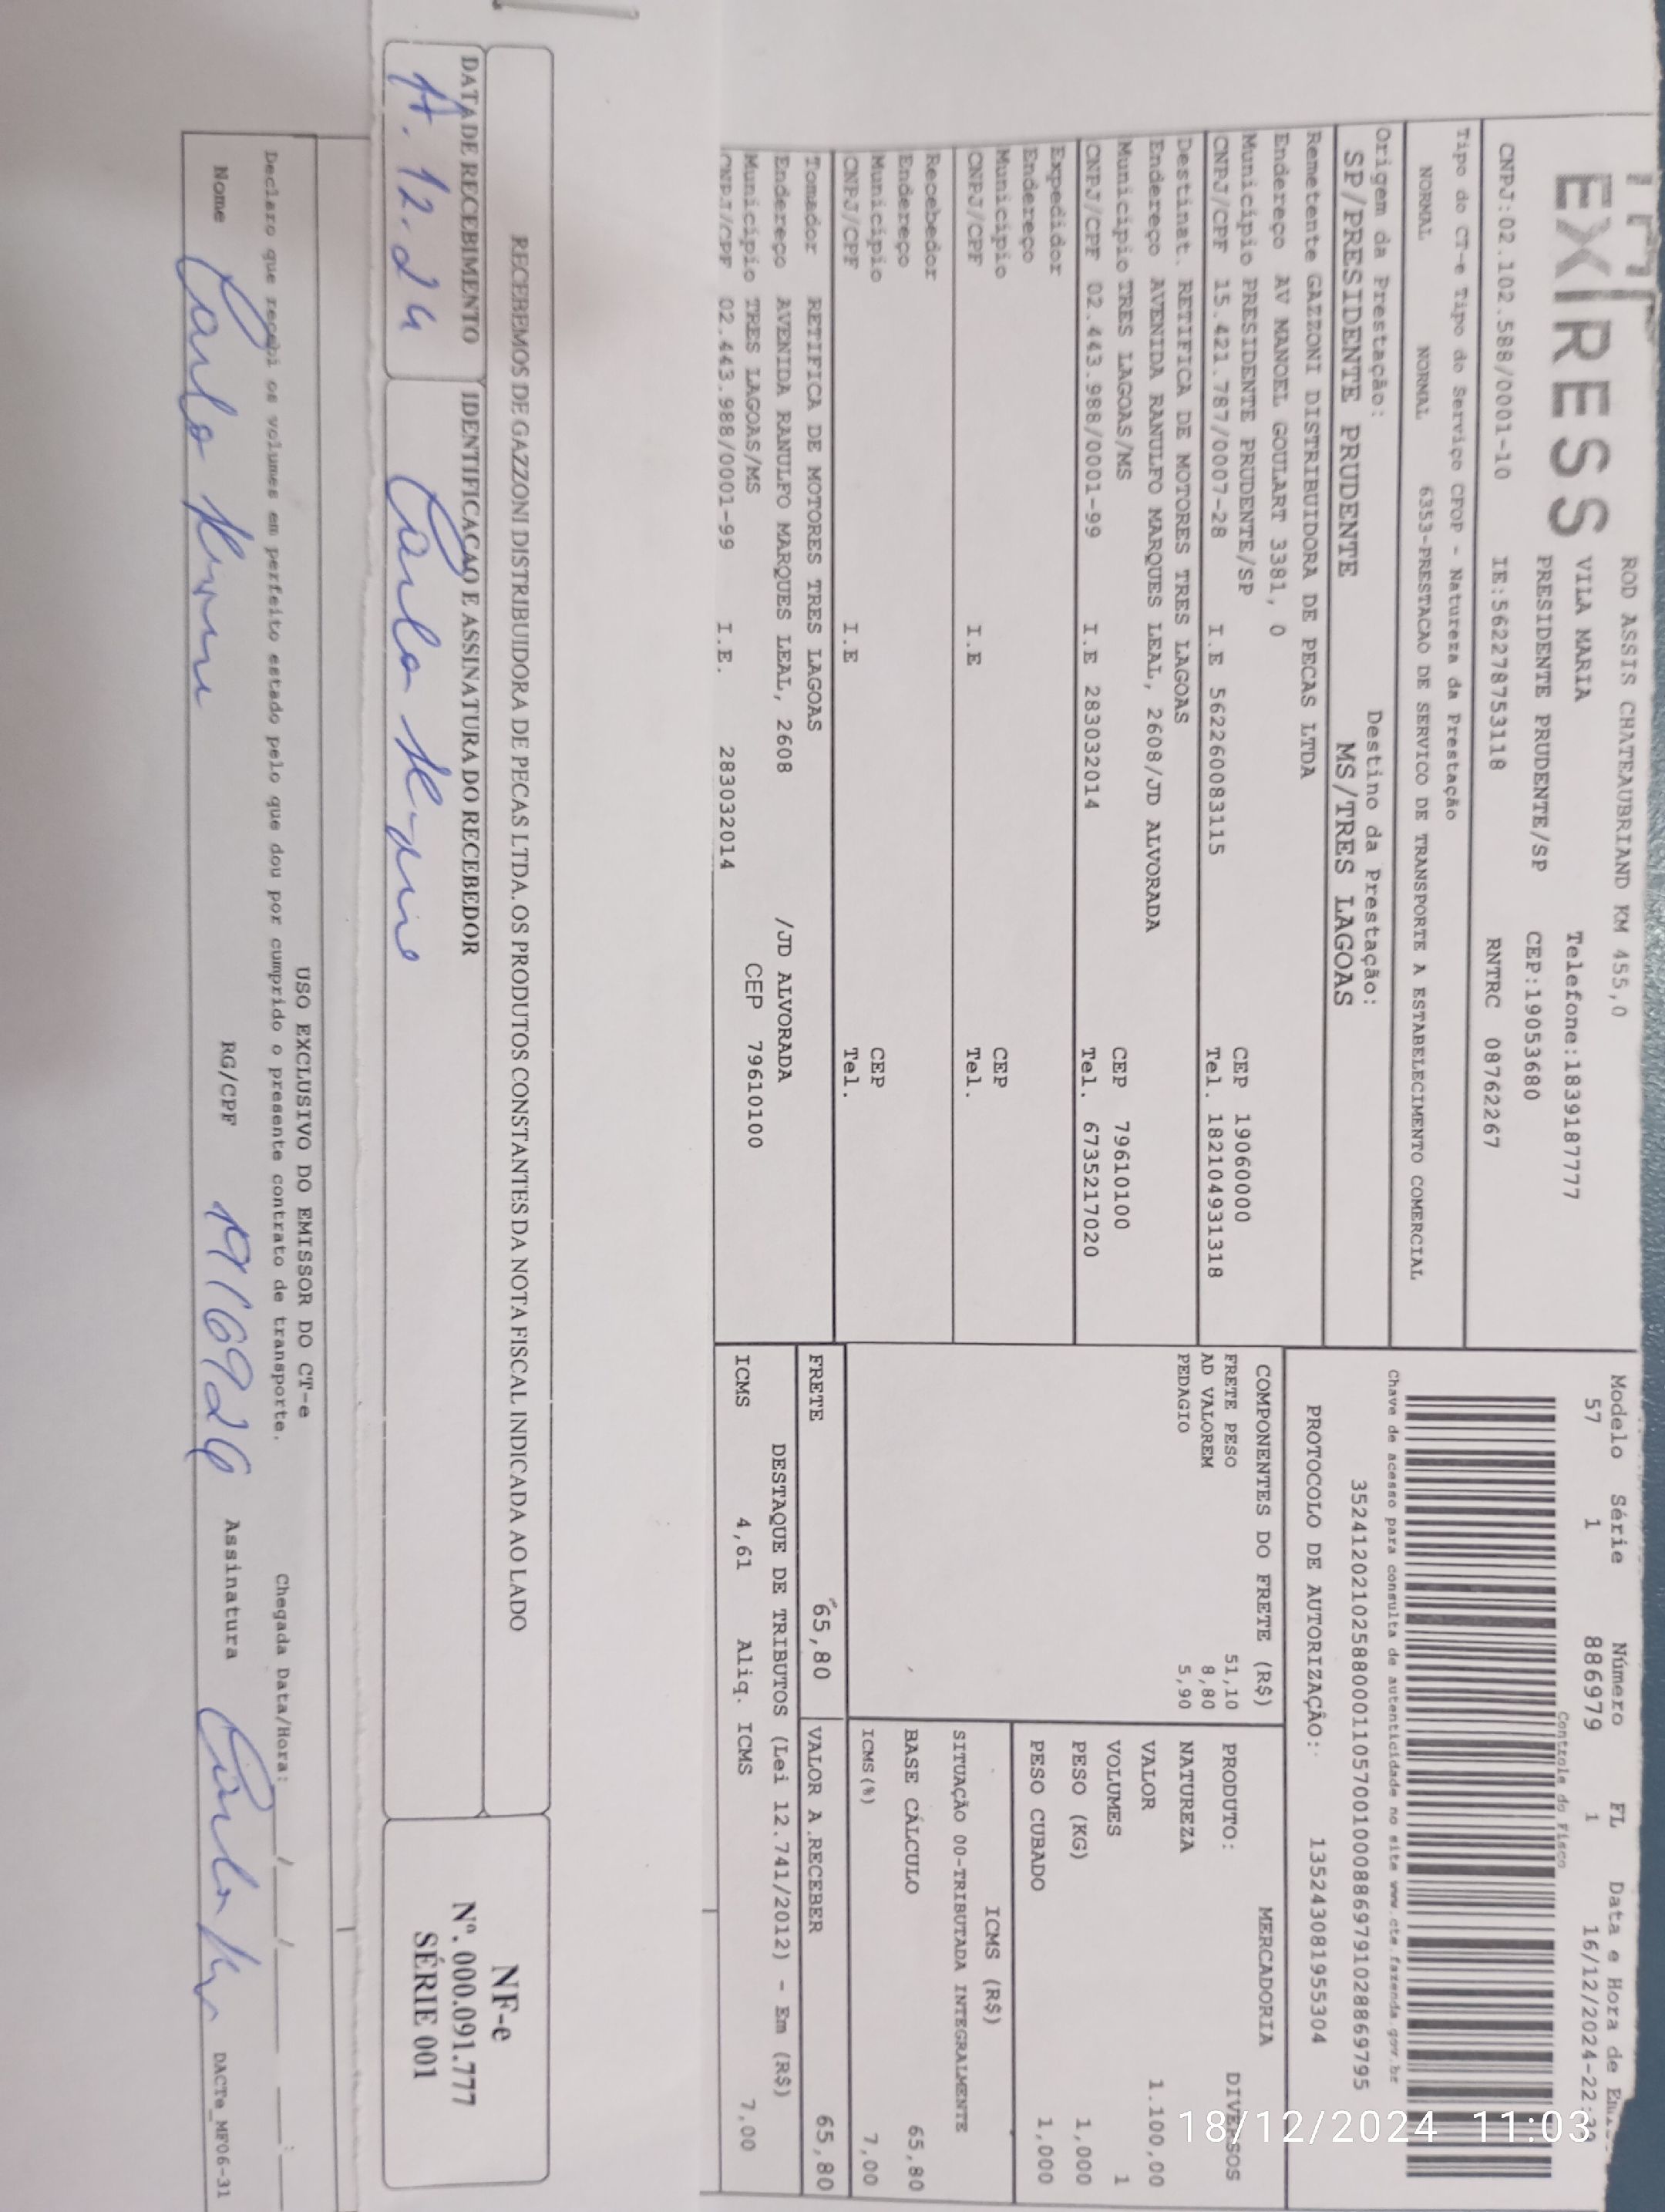 EXPRESS
ROD ASSIS CHATEAUBRIAND KM 455,0
VILA MARIA
Telefone:1839187777
PRESIDENTE PRUDENTE/SP
CEP:19053680
CNPJ:02.102.588/0001-10
IE:562278753118
RNTRC 08762267
Tipo do CT-e Tipo do Serviço CFOP - Natureza da Prestação
NORMAL NORMAL 6353-PRESTACAO DE SERVICO DE TRANSPORTE A ESTABELECIMENTO COMERCIAL
Origem da Prestação: Destino da Prestação:
SP/PRESIDENTE PRUDENTE MS/TRES LAGOAS
Remetente GAZZONI DISTRIBUIDORA DE PECAS LTDA
Endereço AV MANOEL GOULART 3381, 0
Município PRESIDENTE PRUDENTE/SP CEP 19060000
CNPJ/CPF 15.421.787/0007-28 I.E 562260083115 Tel. 182104931318
Destinat. RETIFICA DE MOTORES TRES LAGOAS
Endereço AVENIDA RANULFO MARQUES LEAL, 2608/JD ALVORADA
Município TRES LAGOAS/MS CEP 79610100
CNPJ/CPF 02.443.988/0001-99 I.E 283032014 Tel. 6735217020
Expedidor
Endereço
Município CEP
CNPJ/CPF I.E Tel.
Recebedor
Endereço
Município CEP
CNPJ/CPF I.E Tel.
Tomador RETIFICA DE MOTORES TRES LAGOAS
Endereço AVENIDA RANULFO MARQUES LEAL, 2608 /JD ALVORADA
Município TRES LAGOAS/MS CEP 79610100
CNPJ/CPF 02.443.988/0001-99 I.E. 283032014
Modelo Série Número FL Data e Hora de
57 1 886979 1 16/12/2024-22:
Controle do Fisco
Chave de acesso para consulta de autenticidade no site www.cte.fazenda.gov.br
35241202102588000110570010008869791028869795
PROTOCOLO DE AUTORIZAÇÃO: 135243081955304
COMPONENTES DO FRETE (R$)
FRETE PESO 51,10
AD VALOREM 8,80
PEDAGIO 5,90
MERCADORIA
PRODUTO: DIVERSOS
NATUREZA
VALOR 1.100,00
VOLUMES 1
PESO (KG) 1,000
PESO CUBADO 1,000
ICMS (R$)
SITUAÇÃO 00-TRIBUTADA INTEGRALMENTE
BASE CÁLCULO 65,80
ICMS(%) 7,00
FRETE 65,80 VALOR A RECEBER 65,80
DESTAQUE DE TRIBUTOS (Lei 12.741/2012) - Em (R$)
ICMS 4,61 Aliq. ICMS 7,00
RECEBEMOS DE GAZZONI DISTRIBUIDORA DE PECAS LTDA. OS PRODUTOS CONSTANTES DA NOTA FISCAL INDICADA AO LADO
DATA DE RECEBIMENTO IDENTIFICAÇÃO E ASSINATURA DO RECEBEDOR
17.12.24 Carlos
NF-e
Nº. 000.091.777
SÉRIE 001
USO EXCLUSIVO DO EMISSOR DO CT-e
Declaro que recebi os volumes em perfeito estado pelo que dou por cumprido o presente contrato de transporte.
Chegada Data/Hora: __/__/__ __:__
Nome Carlos RG/CPF Assinatura
DACTe_MF06-31
18/12/2024 11:03